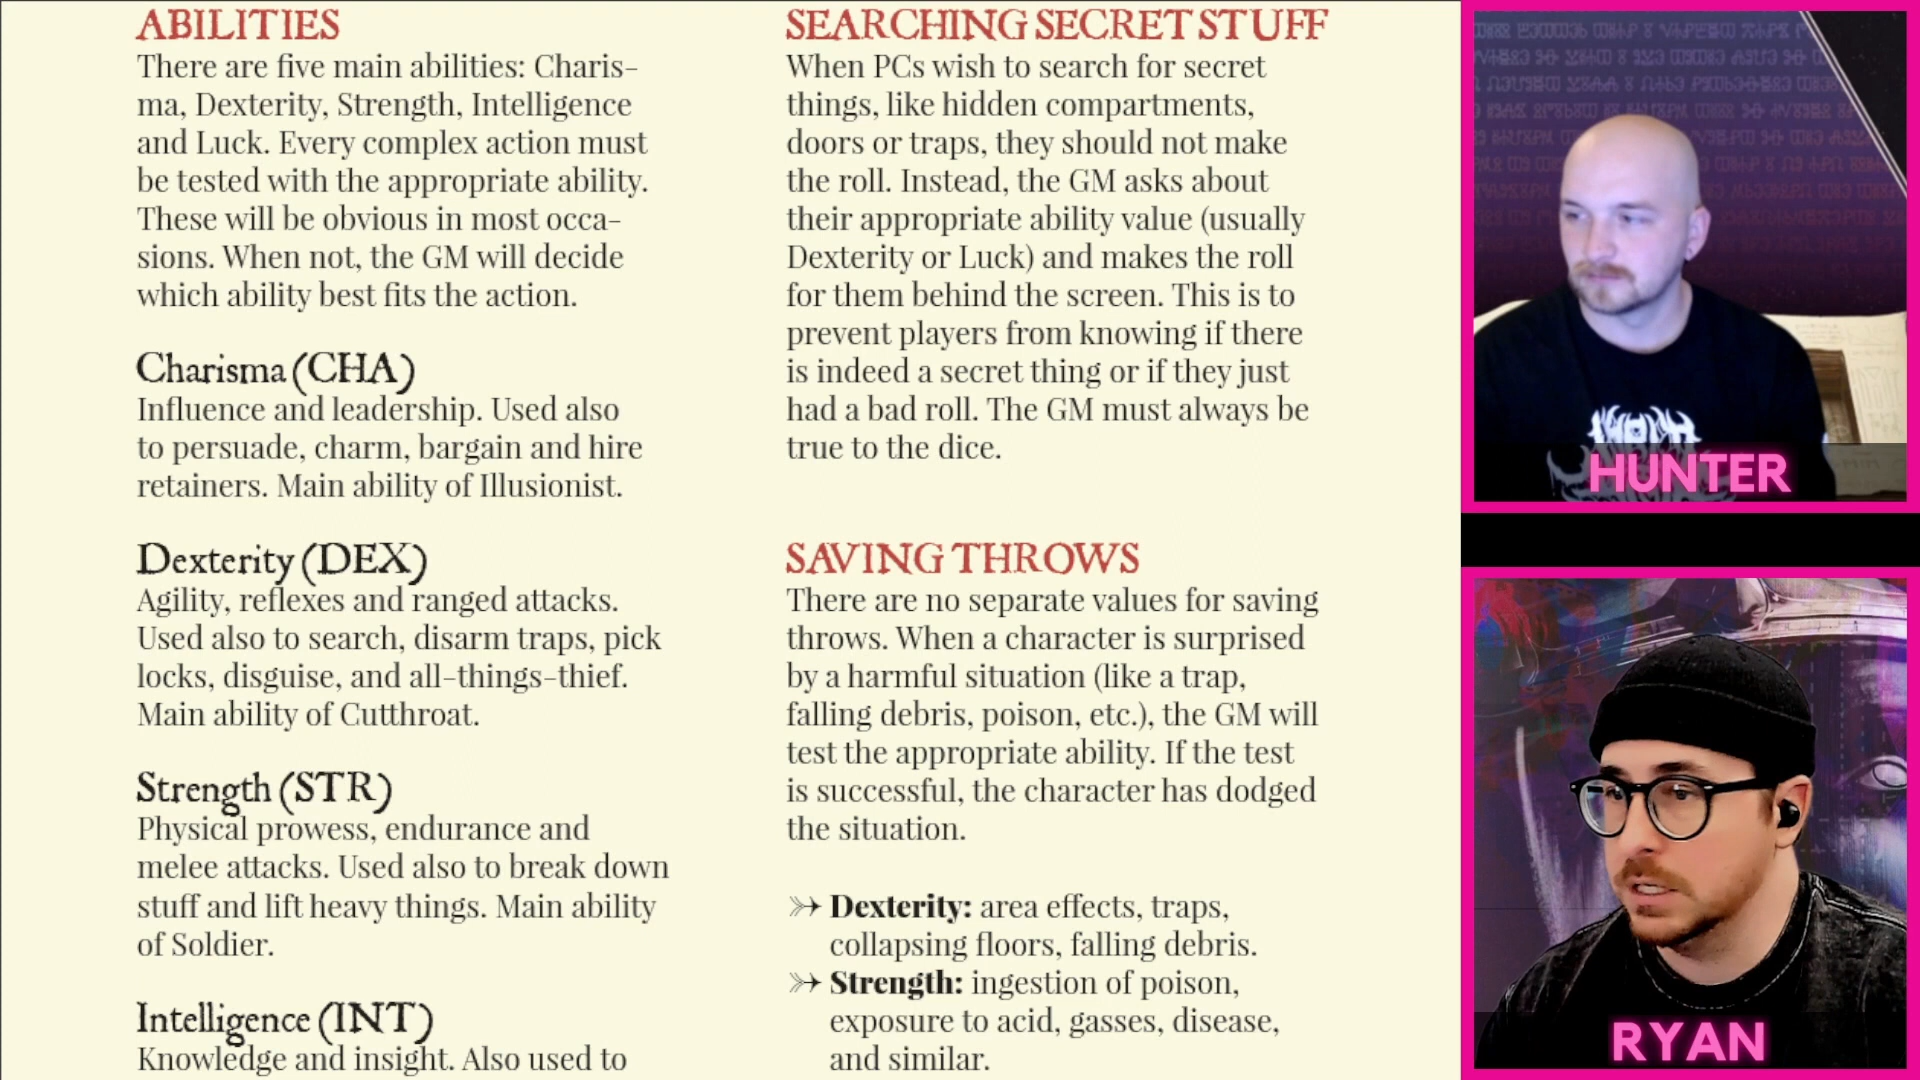 ABILITIES
There are five main abilities: Charis-
ma, Dexterity, Strength, Intelligence
and Luck. Every complex action must
be tested with the appropriate ability.
These will be obvious in most occa-
sions. When not, the GM will decide
which ability best fits the action.
Charisma (CHA)
Influence and leadership. Used also
to persuade, charm, bargain and hire
retainers. Main ability of Illusionist.
Dexterity (DEX)
Agility, reflexes and ranged attacks.
Used also to search, disarm traps, pick
locks, disguise, and all-things-thief.
Main ability of Cutthroat.
Strength (STR)
Physical prowess, endurance and
melee attacks. Used also to break down
stuff and lift heavy things. Main ability
of Soldier.
Intelligence (INT)
Knowledge and insight. Also used to
SEARCHING SECRET STUFF
When PCs wish to search for secret
things, like hidden compartments,
doors or traps, they should not make
the roll. Instead, the GM asks about
their appropriate ability value (usually
Dexterity or Luck) and makes the roll
for them behind the screen. This is to
prevent players from knowing if there
is indeed a secret thing or if they just
had a bad roll. The GM must always be
true to the dice.
SAVING THROWS
There are no separate values for saving
throws. When a character is surprised
by a harmful situation (like a trap,
falling debris, poison, etc.), the GM will
test the appropriate ability. If the test
is successful, the character has dodged
the situation.
Dexterity: area effects, traps,
collapsing floors, falling debris.
Strength: ingestion of poison,
exposure to acid, gasses, disease,
and similar.
HUNTER
RYAN